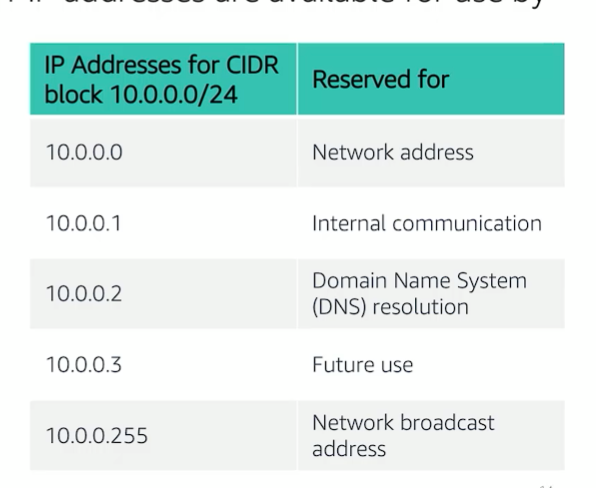 IP addresses are available for use by
IP Addresses for CIDR
block 10.0.0.0/24
Reserved for
10.0.0.0
Network address
10.0.0.1
Internal communication
10.0.0.2
Domain Name System
(DNS) resolution
10.0.0.3
Future use
10.0.0.255
Network broadcast
address